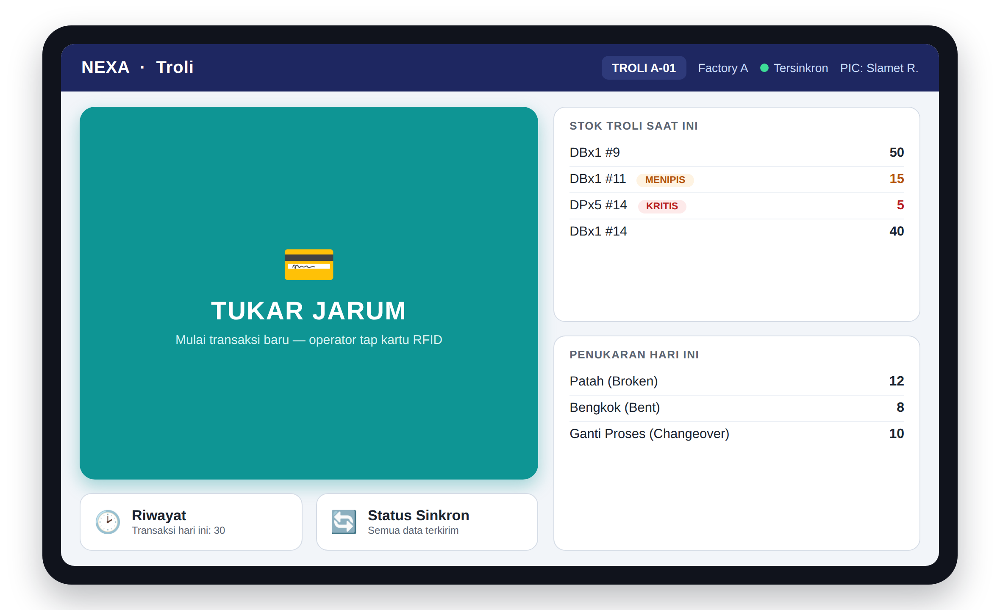 NEXA · Troli
TROLI A-01 Factory A Tersinkron PIC: Slamet R.
TUKAR JARUM
Mulai transaksi baru — operator tap kartu RFID
Riwayat
Transaksi hari ini: 30
Status Sinkron
Semua data terkirim
STOK TROLI SAAT INI
DBx1 #9 50
DBx1 #11 MENIPIS 15
DPx5 #14 KRITIS 5
DBx1 #14 40
PENUKARAN HARI INI
Patah (Broken) 12
Bengkok (Bent) 8
Ganti Proses (Changeover) 10